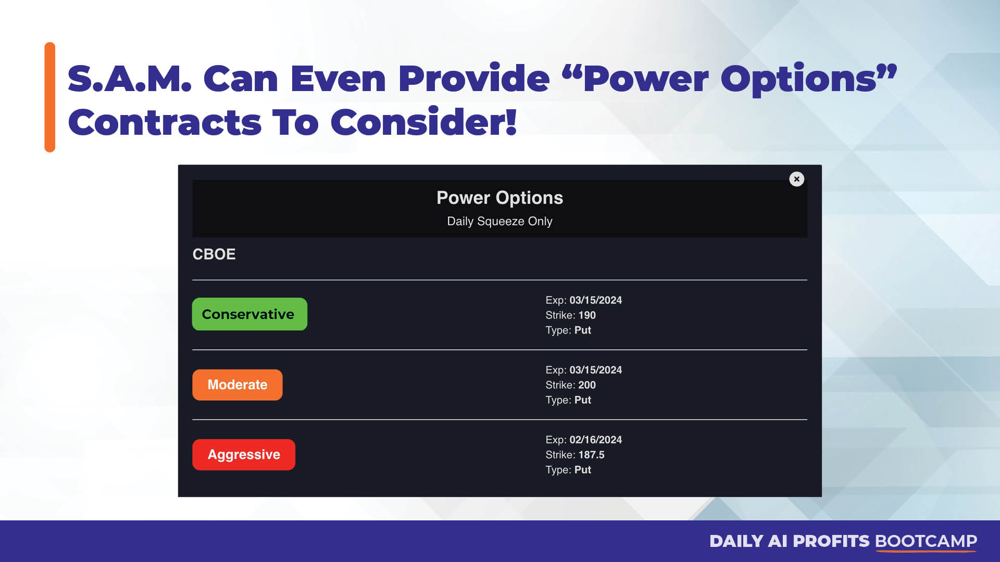 S.A.M. Can Even Provide “Power Options”
Contracts To Consider!
Power Options
Daily Squeeze Only
CBOE
Conservative
Exp: 03/15/2024
Strike: 190
Type: Put
Moderate
Exp: 03/15/2024
Strike: 200
Type: Put
Aggressive
Exp: 02/16/2024
Strike: 187.5
Type: Put
DAILY AI PROFITS BOOTCAMP